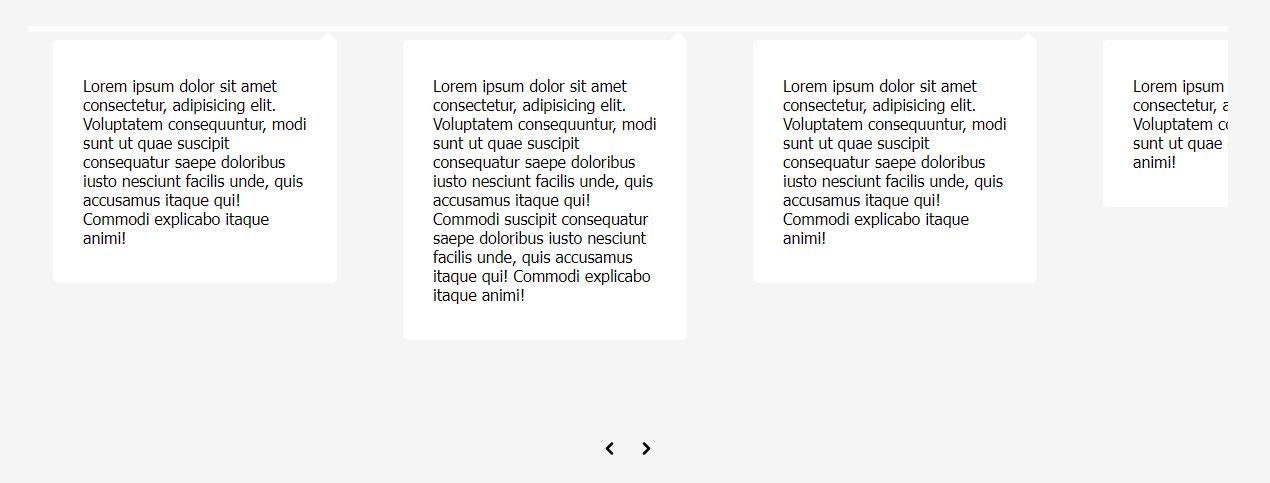 Lorem ipsum dolor sit amet
consectetur, adipisicing elit.
Voluptatem consequuntur, modi
sunt ut quae suscipit
consequatur saepe doloribus
iusto nesciunt facilis unde, quis
accusamus itaque qui!
Commodi explicabo itaque
animi!
Lorem ipsum dolor sit amet
consectetur, adipisicing elit.
Voluptatem consequuntur, modi
sunt ut quae suscipit
consequatur saepe doloribus
iusto nesciunt facilis unde, quis
accusamus itaque qui!
Commodi suscipit consequatur
saepe doloribus iusto nesciunt
facilis unde, quis accusamus
itaque qui! Commodi explicabo
itaque animi!
Lorem ipsum dolor sit amet
consectetur, adipisicing elit.
Voluptatem consequuntur, modi
sunt ut quae suscipit
consequatur saepe doloribus
iusto nesciunt facilis unde, quis
accusamus itaque qui!
Commodi explicabo itaque
animi!
Lorem ipsum
consectetur,
Voluptatem
sunt ut quae
animi!